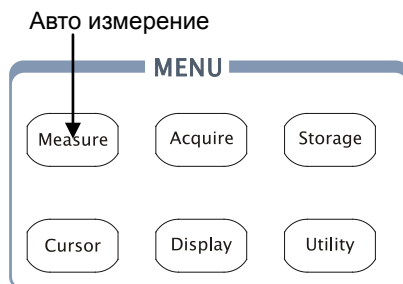 Авто измерение
MENU
Measure Acquire Storage
Cursor Display Utility